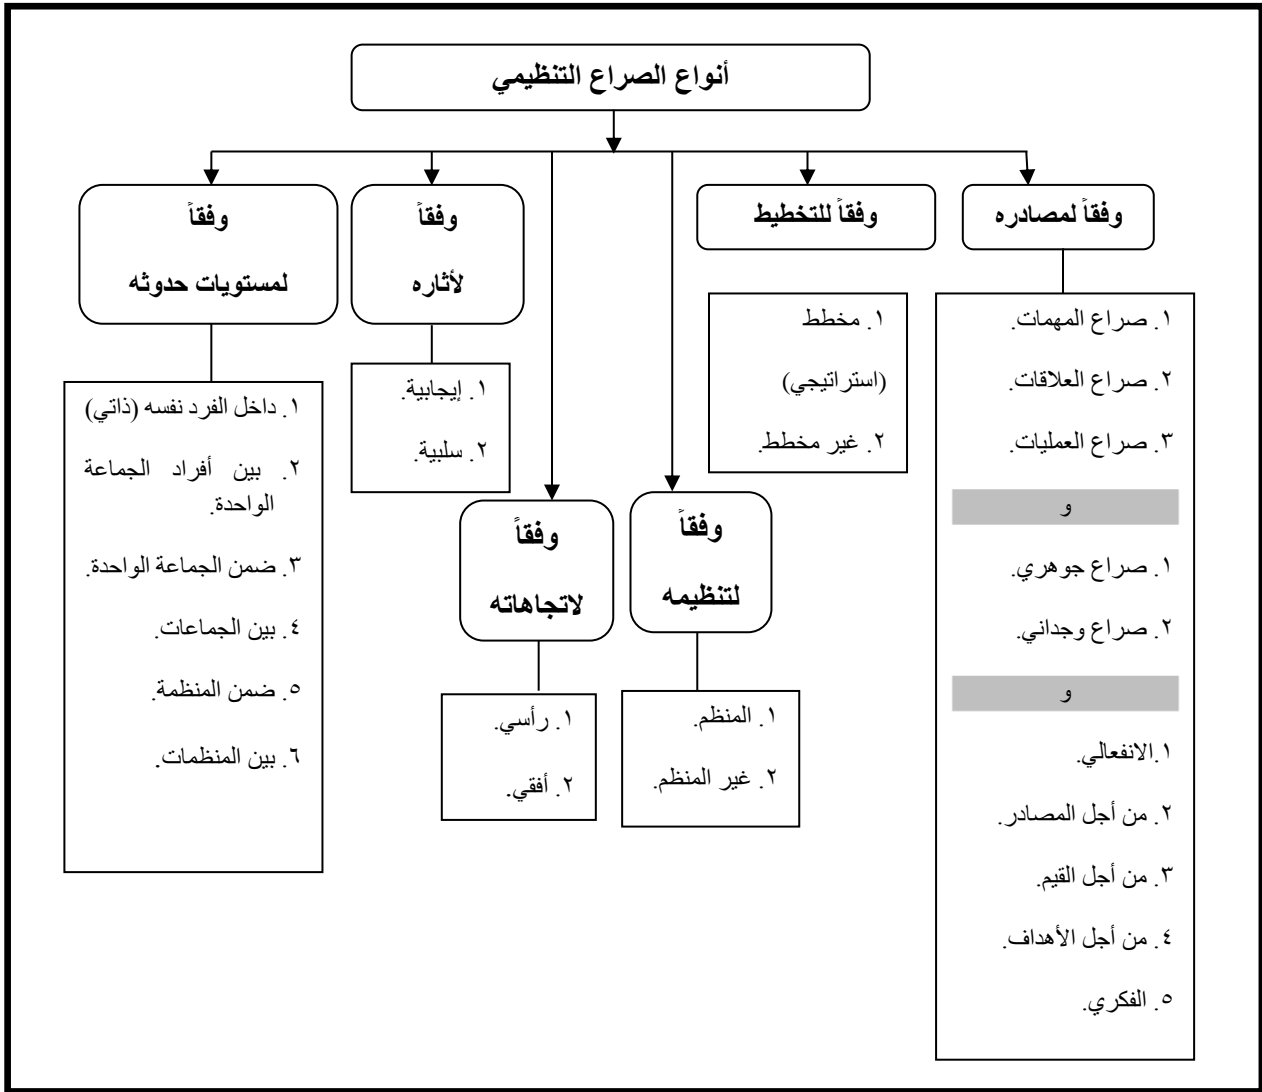 أنواع الصراع التنظيمي
وفقاً لمصادره
١. صراع المهمات.
٢. صراع العلاقات.
٣. صراع العمليات.
و
١. صراع جوهري.
٢. صراع وجداني.
و
١.الانفعالي.
٢. من أجل المصادر.
٣. من أجل القيم.
٤. من أجل الأهداف.
٥. الفكري.
وفقاً للتخطيط
١. مخطط
(استراتيجي)
٢. غير مخطط.
وفقاً
لتنظيمه
١. المنظم.
٢. غير المنظم.
وفقاً
لاتجاهاته
١. رأسي.
٢. أفقي.
وفقاً
لأثاره
١. إيجابية.
٢. سلبية.
وفقاً
لمستويات حدوثه
١. داخل الفرد نفسه (ذاتي)
٢. بين أفراد الجماعة
الواحدة.
٣. ضمن الجماعة الواحدة.
٤. بين الجماعات.
٥. ضمن المنظمة.
٦. بين المنظمات.